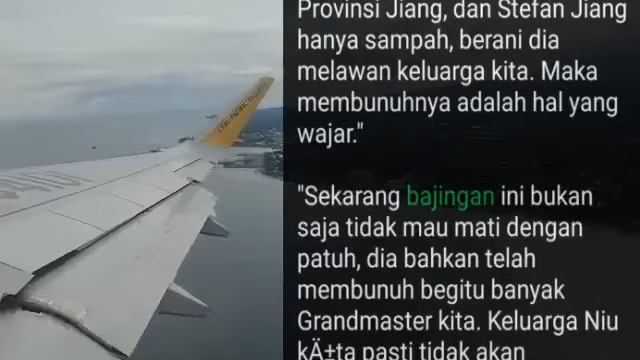 Provinsi Jiang, dan Stefan Jiang
hanya sampah, berani dia
melawan keluarga kita. Maka
membunuhnya adalah hal yang
wajar."
"Sekarang bajingan ini bukan
saja tidak mau mati dengan
patuh, dia bahkan telah
membunuh begitu banyak
Grandmaster kita. Keluarga Niu
kÄ±ta pasti tidak akan